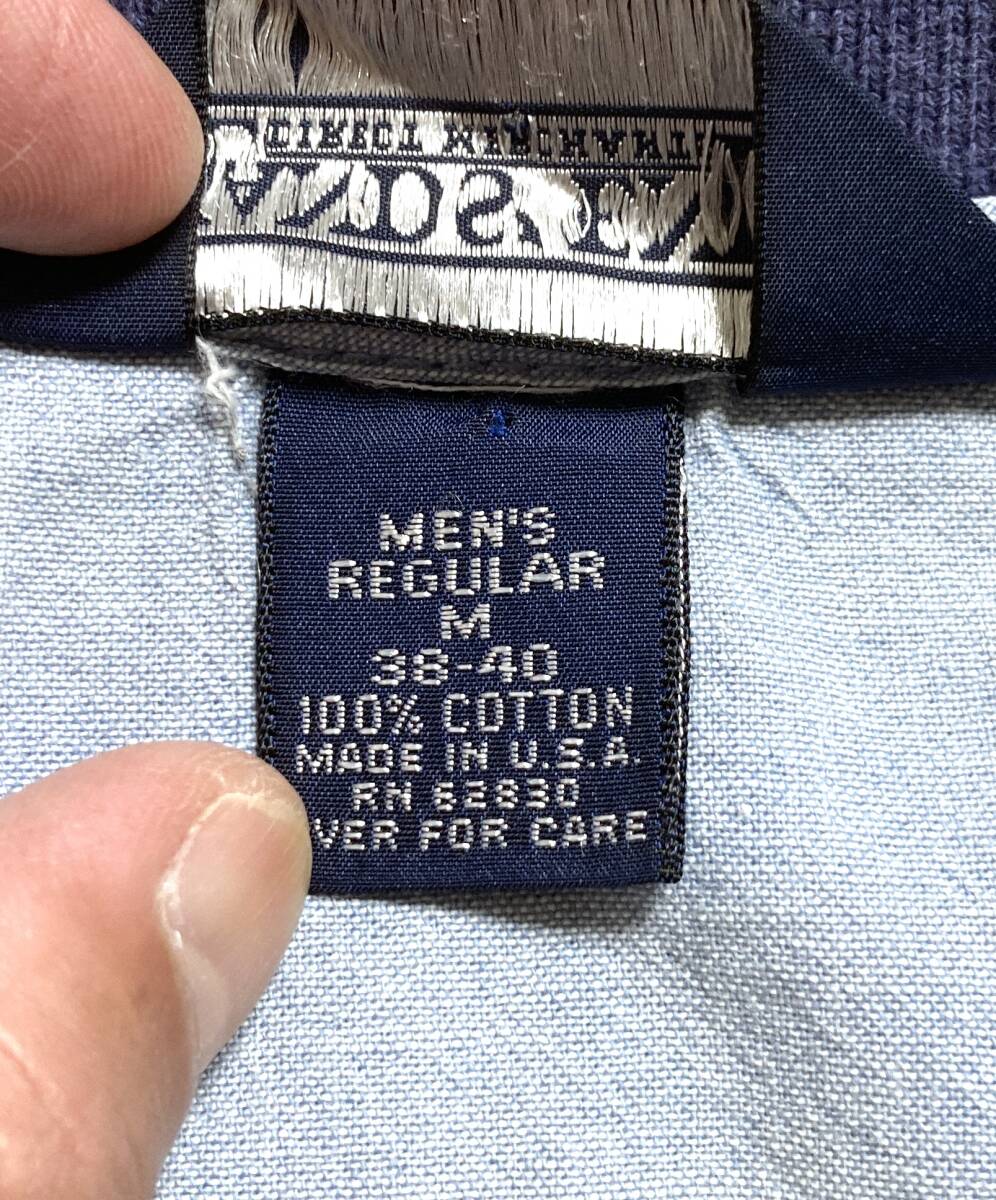 MEN'S
REGULAR
M
38-40
100% COTTON
MADE IN U.S.A.
RN 62830
VER FOR CARE